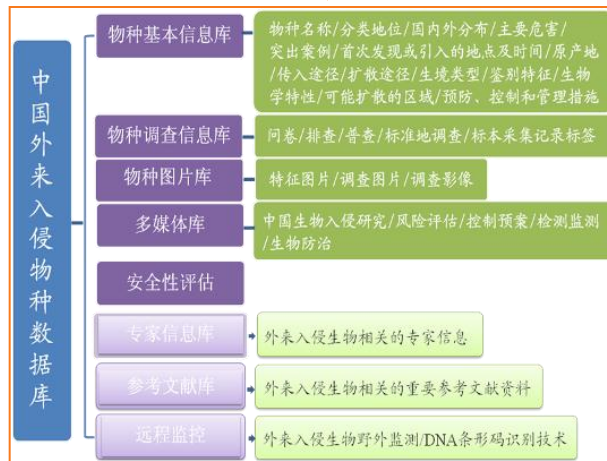 中国外来入侵物种数据库
物种基本信息库
物种名称/分类地位/国内外分布/主要危害/
突出案例/首次发现或引入的地点及时间/原产地
/传入途径/扩散途径/生境类型/鉴别特征/生物
学特性/可能扩散的区域/预防、控制和管理措施
物种调查信息库
问卷/排查/普查/标准地调查/标本采集记录标签
物种图片库
特征图片/调查图片/调查影像
多媒体库
中国生物入侵研究/风险评估/控制预案/检测监测
/生物防治
安全性评估
专家信息库
外来入侵生物相关的专家信息
参考文献库
外来入侵生物相关的重要参考文献资料
远程监控
外来入侵生物野外监测/DNA条形码识别技术